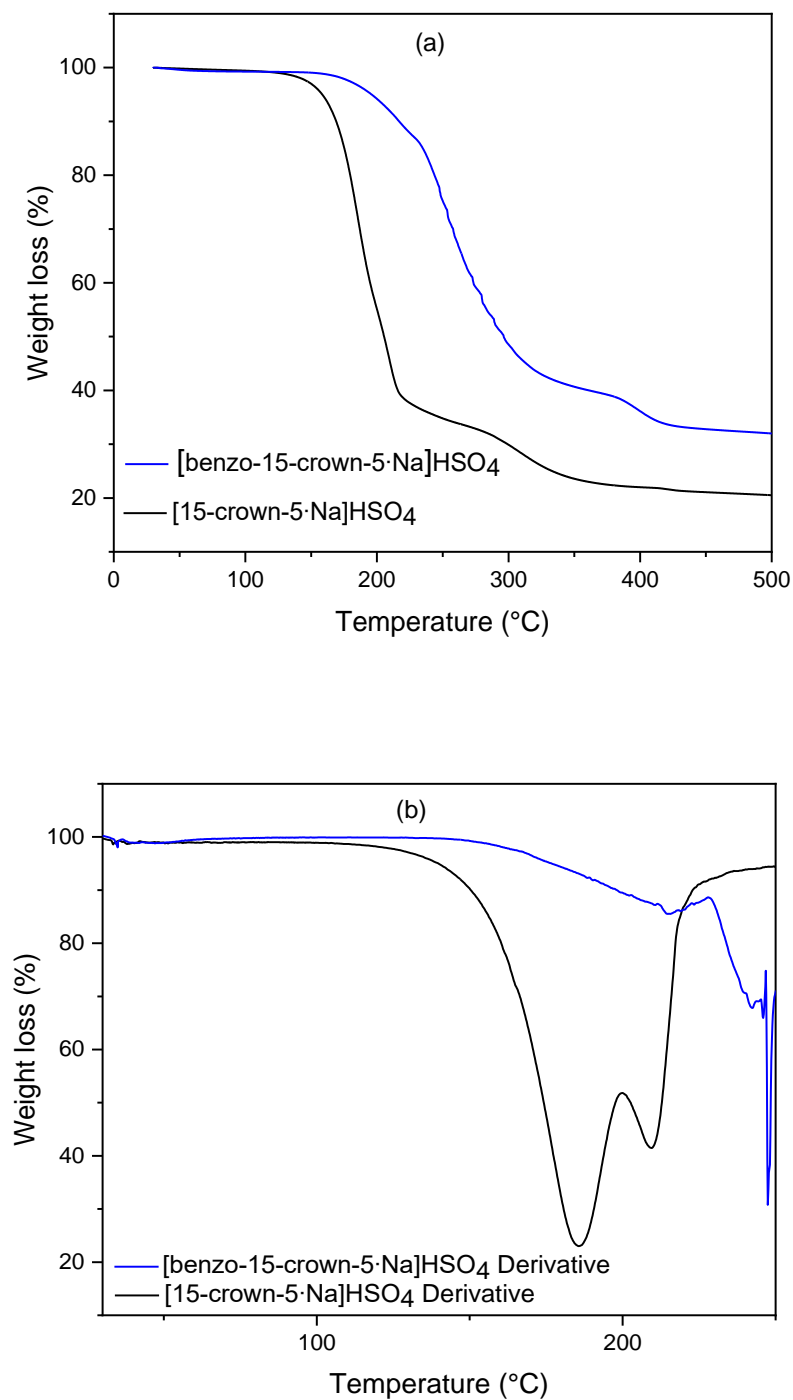 (a)
100
80
60
40
20
Weight loss (%)
[benzo-15-crown-5·Na]HSO4
[15-crown-5·Na]HSO4
0 100 200 300 400 500
Temperature (°C)
(b)
100
80
60
40
20
Weight loss (%)
[benzo-15-crown-5·Na]HSO4 Derivative
[15-crown-5·Na]HSO4 Derivative
100 200
Temperature (°C)